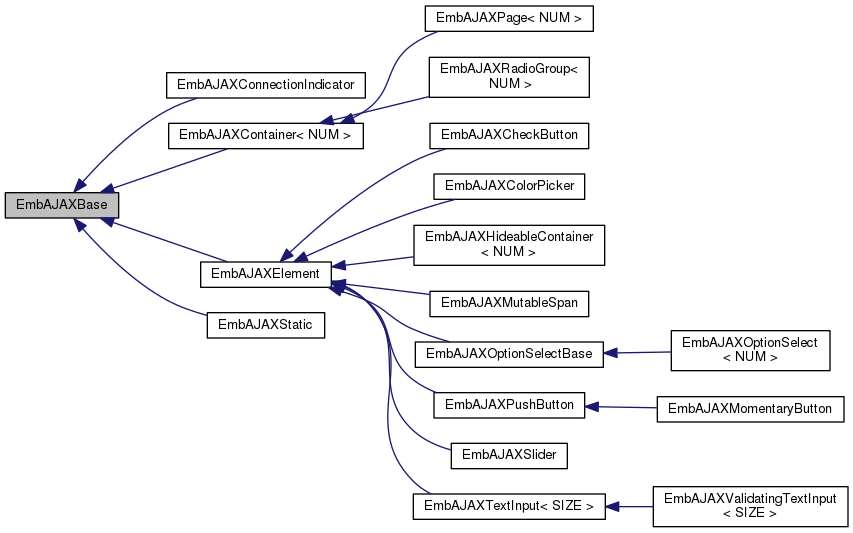 EmbAJAXPage< NUM >
EmbAJAXRadioGroup<
NUM >
EmbAJAXConnectionIndicator
EmbAJAXContainer< NUM >
EmbAJAXCheckButton
EmbAJAXColorPicker
EmbAJAXBase
EmbAJAXHideableContainer
< NUM >
EmbAJAXElement
EmbAJAXMutableSpan
EmbAJAXStatic
EmbAJAXOptionSelectBase
EmbAJAXOptionSelect
< NUM >
EmbAJAXPushButton
EmbAJAXMomentaryButton
EmbAJAXSlider
EmbAJAXTextInput< SIZE >
EmbAJAXValidatingTextInput
< SIZE >